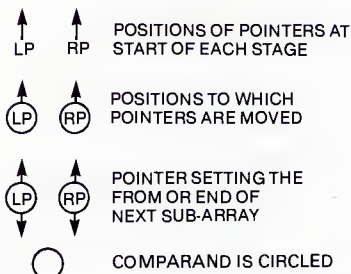 LP RP POSITIONS OF POINTERS AT
START OF EACH STAGE
LP RP POSITIONS TO WHICH
POINTERS ARE MOVED
LP RP POINTER SETTING THE
FROM OR END OF
NEXT SUB-ARRAY
COMPARAND IS CIRCLED